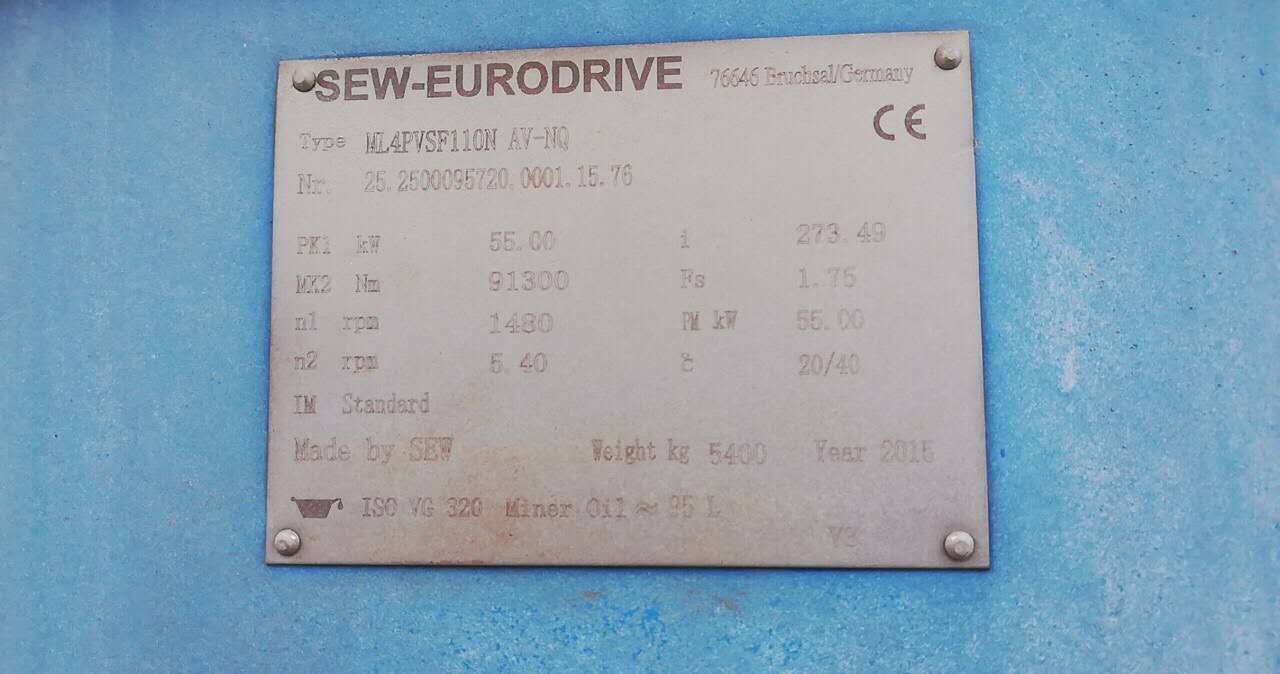 SEW-EURODRIVE 76646 Bruchsal/Germany
CE
Type ML4PVSF110N AV-NQ
Nr. 25.2500095720.0001.15.76
PK1 kW 55.00 i 273.49
MK2 Nm 91300 Fs 1.75
n1 rpm 1480 PM kW 55.00
n2 rpm 5.40 20/40
IM Standard
Made by SEW Weight kg 5400 Year 2015
ISO VG 320 Miner Oil ≈ 95 L
V3